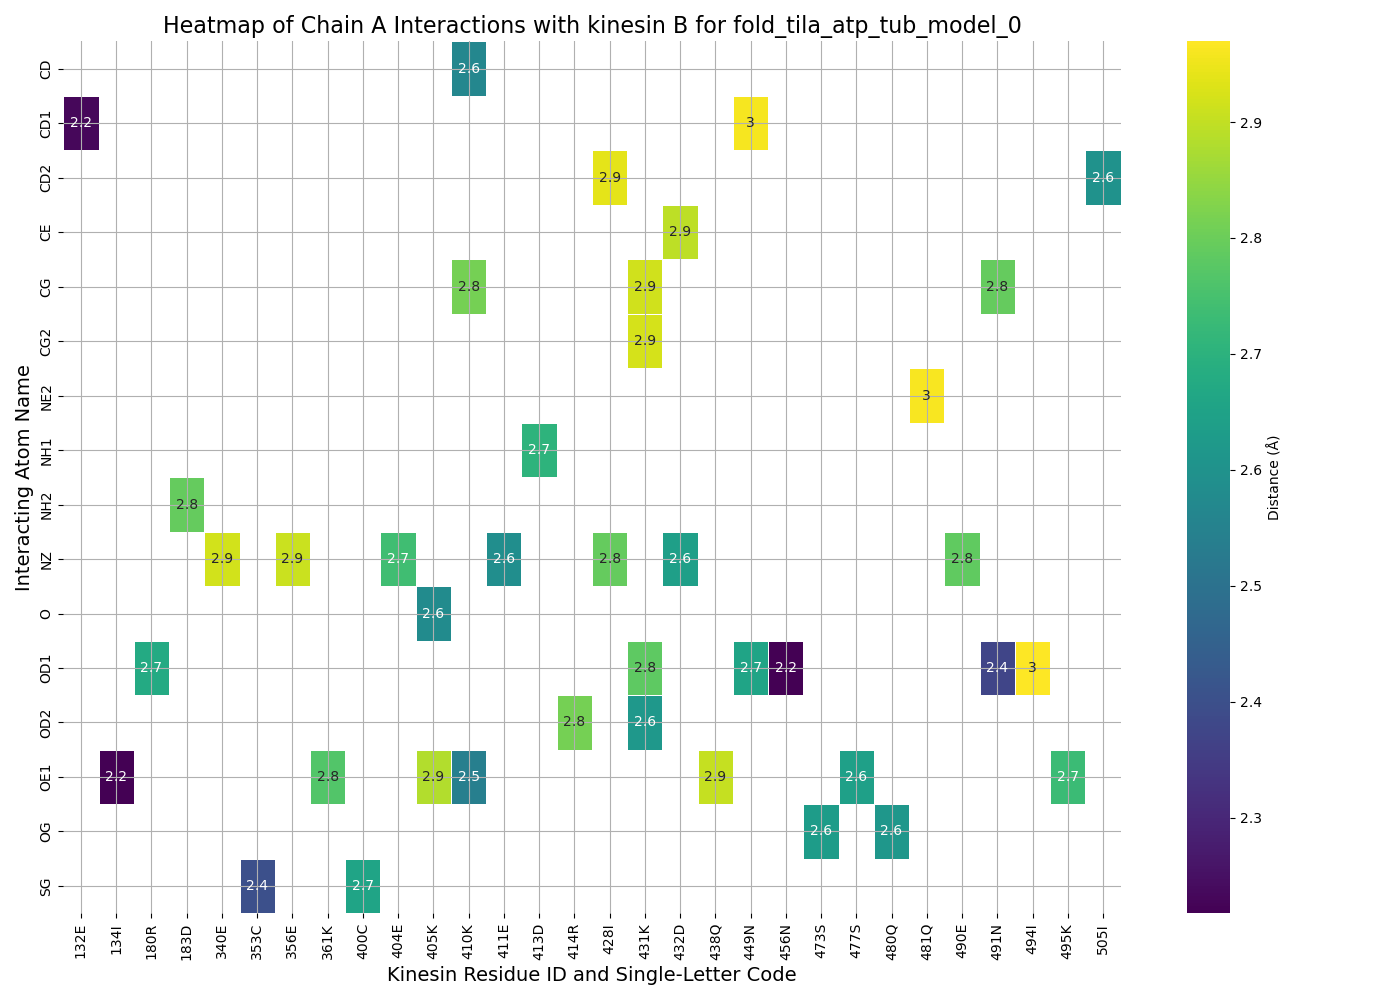 Heatmap of Chain A Interactions with kinesin B for fold_tila_atp_tub_model_0
Interacting Atom Name
CD 2.6
CD1 2.2 3
CD2 2.9 2.6
CE 2.9
CG 2.8 2.9 2.8
CG2 2.9
NE2 3
NH1 2.7
NH2 2.8
NZ 2.9 2.9 2.7 2.6 2.8 2.6 2.8
O 2.6
OD1 2.7 2.8 2.7 2.2 2.4 3
OD2 2.8 2.6
OE1 2.2 2.8 2.9 2.5 2.9 2.6 2.7
OG 2.6 2.6
SG 2.4 2.7
132E 134I 180R 183D 340E 353C 356E 361K 400C 404E 405K 410K 411E 413D 414R 428I 431K 432D 438Q 449N 456N 473S 477S 480Q 481Q 490E 491N 494I 495K 505I
Kinesin Residue ID and Single-Letter Code
2.9
2.8
2.7
2.6
2.5
2.4
2.3
Distance (Å)